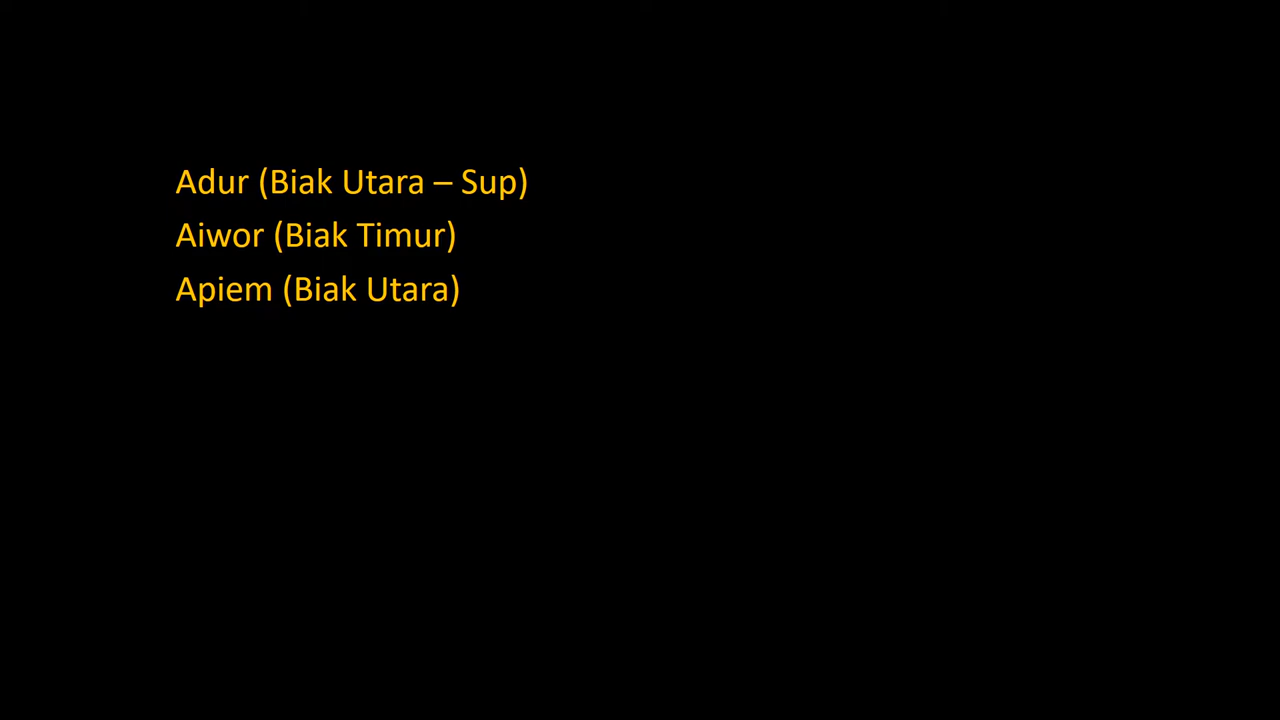 Adur (Biak Utara – Sup)
Aiwor (Biak Timur)
Apiem (Biak Utara)